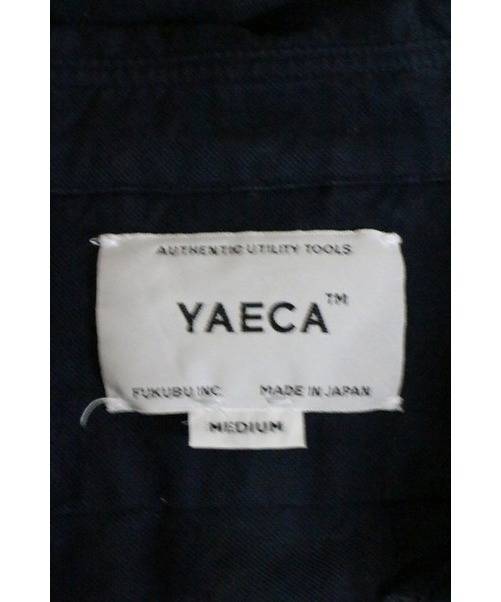 AUTHENTIC UTILITY TOOLS
YAECA™
FUKUBU INC. MADE IN JAPAN
MEDIUM